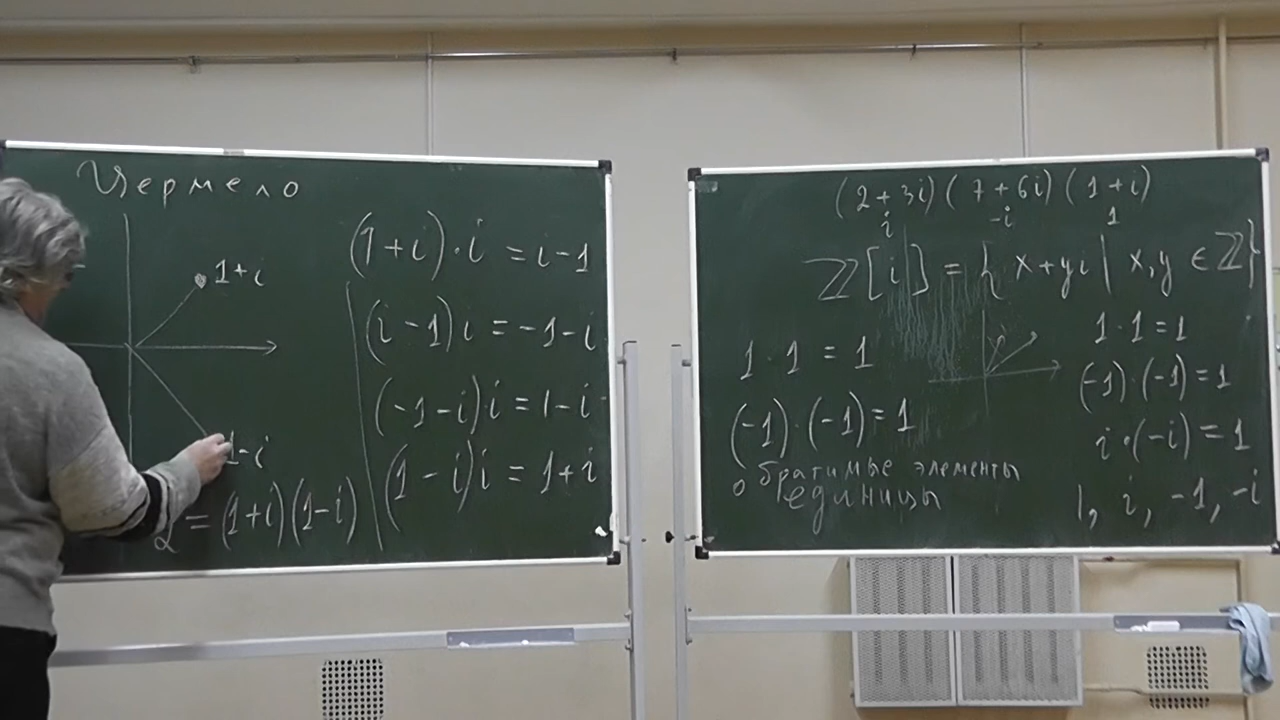 Цермело
1+i
1-i
2 = (1+i)(1-i)
(1+i)·i = i-1
(i-1)i = -1-i
(-1-i)·i = 1-i
(1-i)i = 1+i
(2+3i)(7+6i)(1+i)
i -i 1
ℤ[i] = { x+yi | x,y ∈ ℤ}
1·1 = 1
(-1)·(-1) = 1
обратимые элементы
единицы
1·1=1
(-1)·(-1)=1
i·(-i)=1
1, i, -1, -i